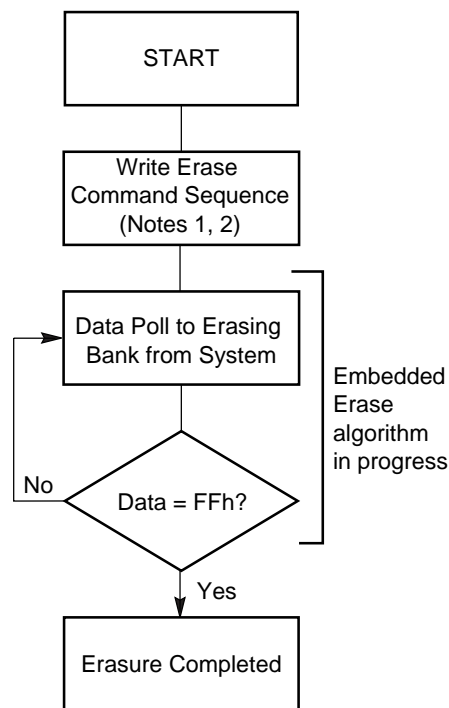 START
Write Erase
Command Sequence
(Notes 1, 2)
Data Poll to Erasing
Bank from System
Embedded
Erase
algorithm
in progress
No
Data = FFh?
Yes
Erasure Completed